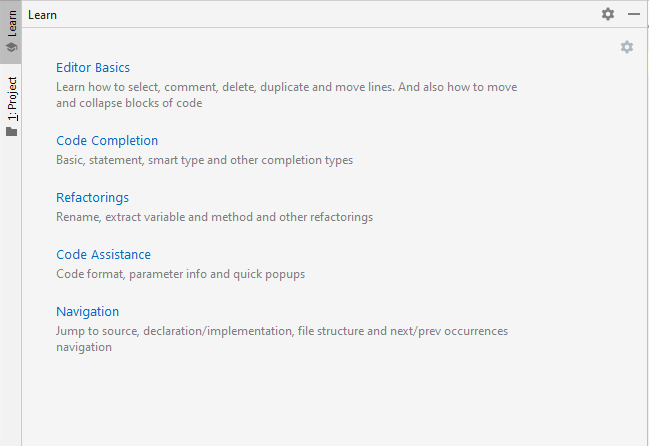 Learn
Learn
1: Project
Editor Basics
Learn how to select, comment, delete, duplicate and move lines. And also how to move
and collapse blocks of code
Code Completion
Basic, statement, smart type and other completion types
Refactorings
Rename, extract variable and method and other refactorings
Code Assistance
Code format, parameter info and quick popups
Navigation
Jump to source, declaration/implementation, file structure and next/prev occurrences
navigation